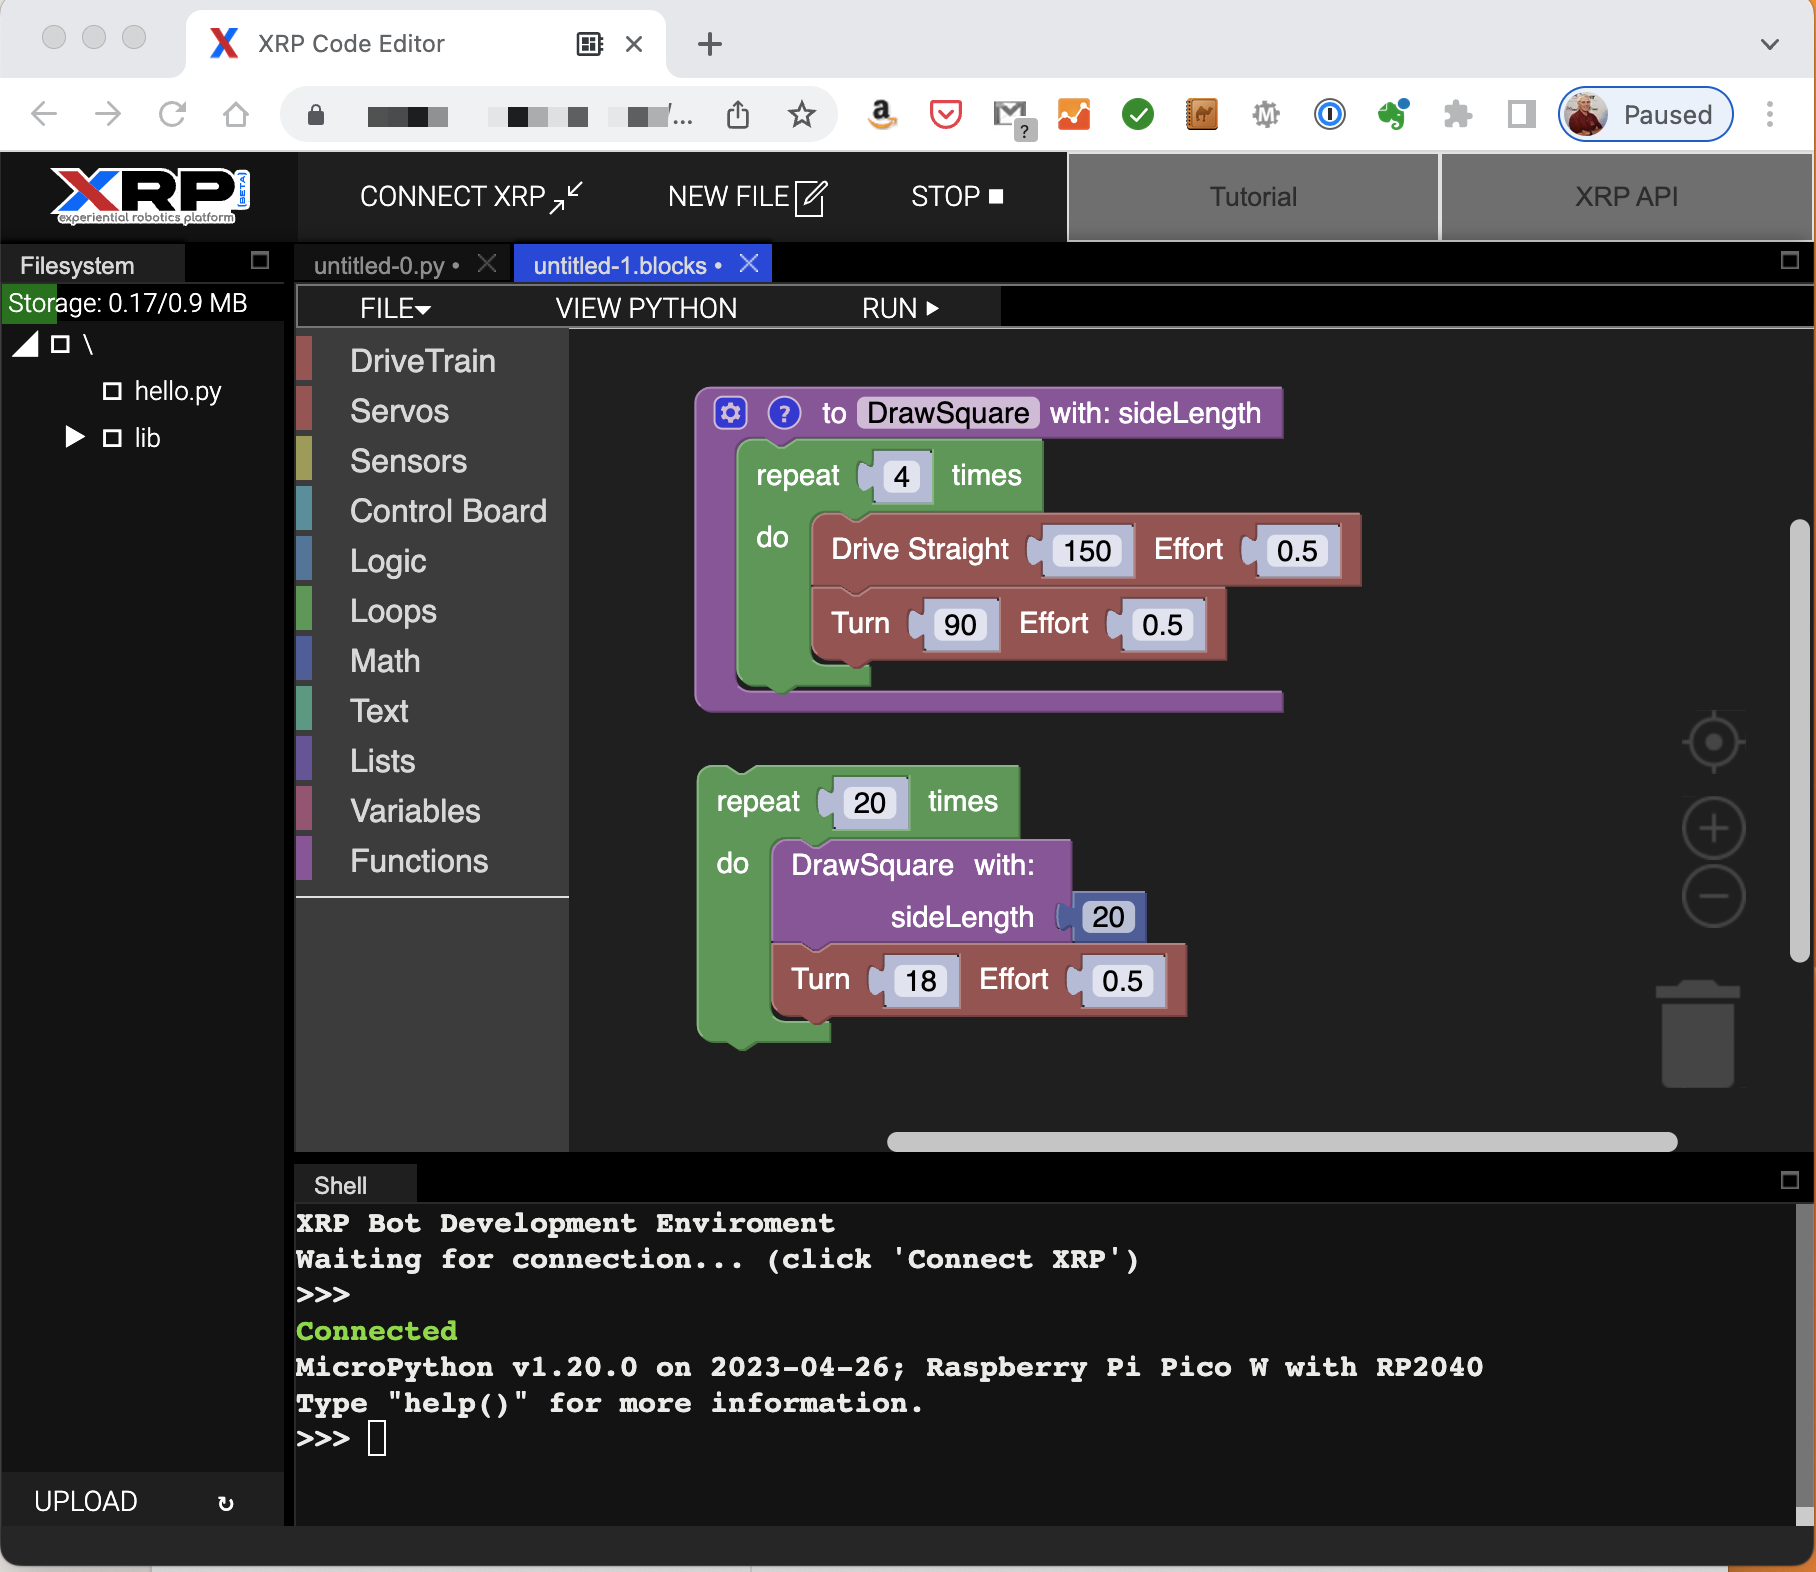 XRP Code Editor
/...
Paused
XRP [BETA]
experiential robotics platform
CONNECT XRP
NEW FILE
STOP
Tutorial
XRP API
Filesystem
untitled-0.py •
untitled-1.blocks •
Storage: 0.17/0.9 MB
FILE
VIEW PYTHON
RUN
\
hello.py
lib
DriveTrain
Servos
Sensors
Control Board
Logic
Loops
Math
Text
Lists
Variables
Functions
? to DrawSquare with: sideLength
repeat 4 times
do Drive Straight 150 Effort 0.5
Turn 90 Effort 0.5
repeat 20 times
do DrawSquare with:
sideLength 20
Turn 18 Effort 0.5
Shell
XRP Bot Development Enviroment
Waiting for connection... (click 'Connect XRP')
>>>
Connected
MicroPython v1.20.0 on 2023-04-26; Raspberry Pi Pico W with RP2040
Type "help()" for more information.
>>>
UPLOAD